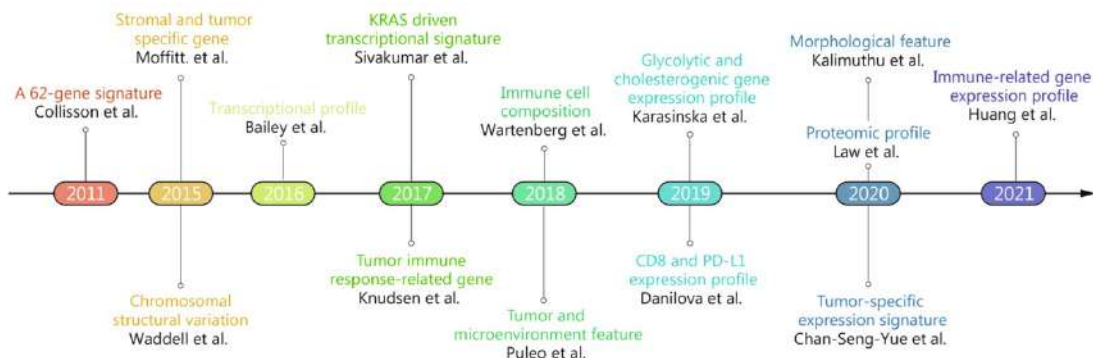 Stromal and tumor
specific gene
Moffitt. et al.
KRAS driven
transcriptional signature
Sivakumar et al.
Morphological feature
Kalimuthu et al.
Glycolytic and
cholesterogenic gene
expression profile
Karasinska et al.
A 62-gene signature
Collisson et al.
Transcriptional profile
Bailey et al.
Immune cell
composition
Wartenberg et al.
Proteomic profile
Law et al.
Immune-related gene
expression profile
Huang et al.
2011
2015
2016
2017
2018
2019
2020
2021
Chromosomal
structural variation
Waddell et al.
Tumor immune
response-related gene
Knudsen et al.
Tumor and
microenvironment feature
Puleo et al.
CD8 and PD-L1
expression profile
Danilova et al.
Tumor-specific
expression signature
Chan-Seng-Yue et al.